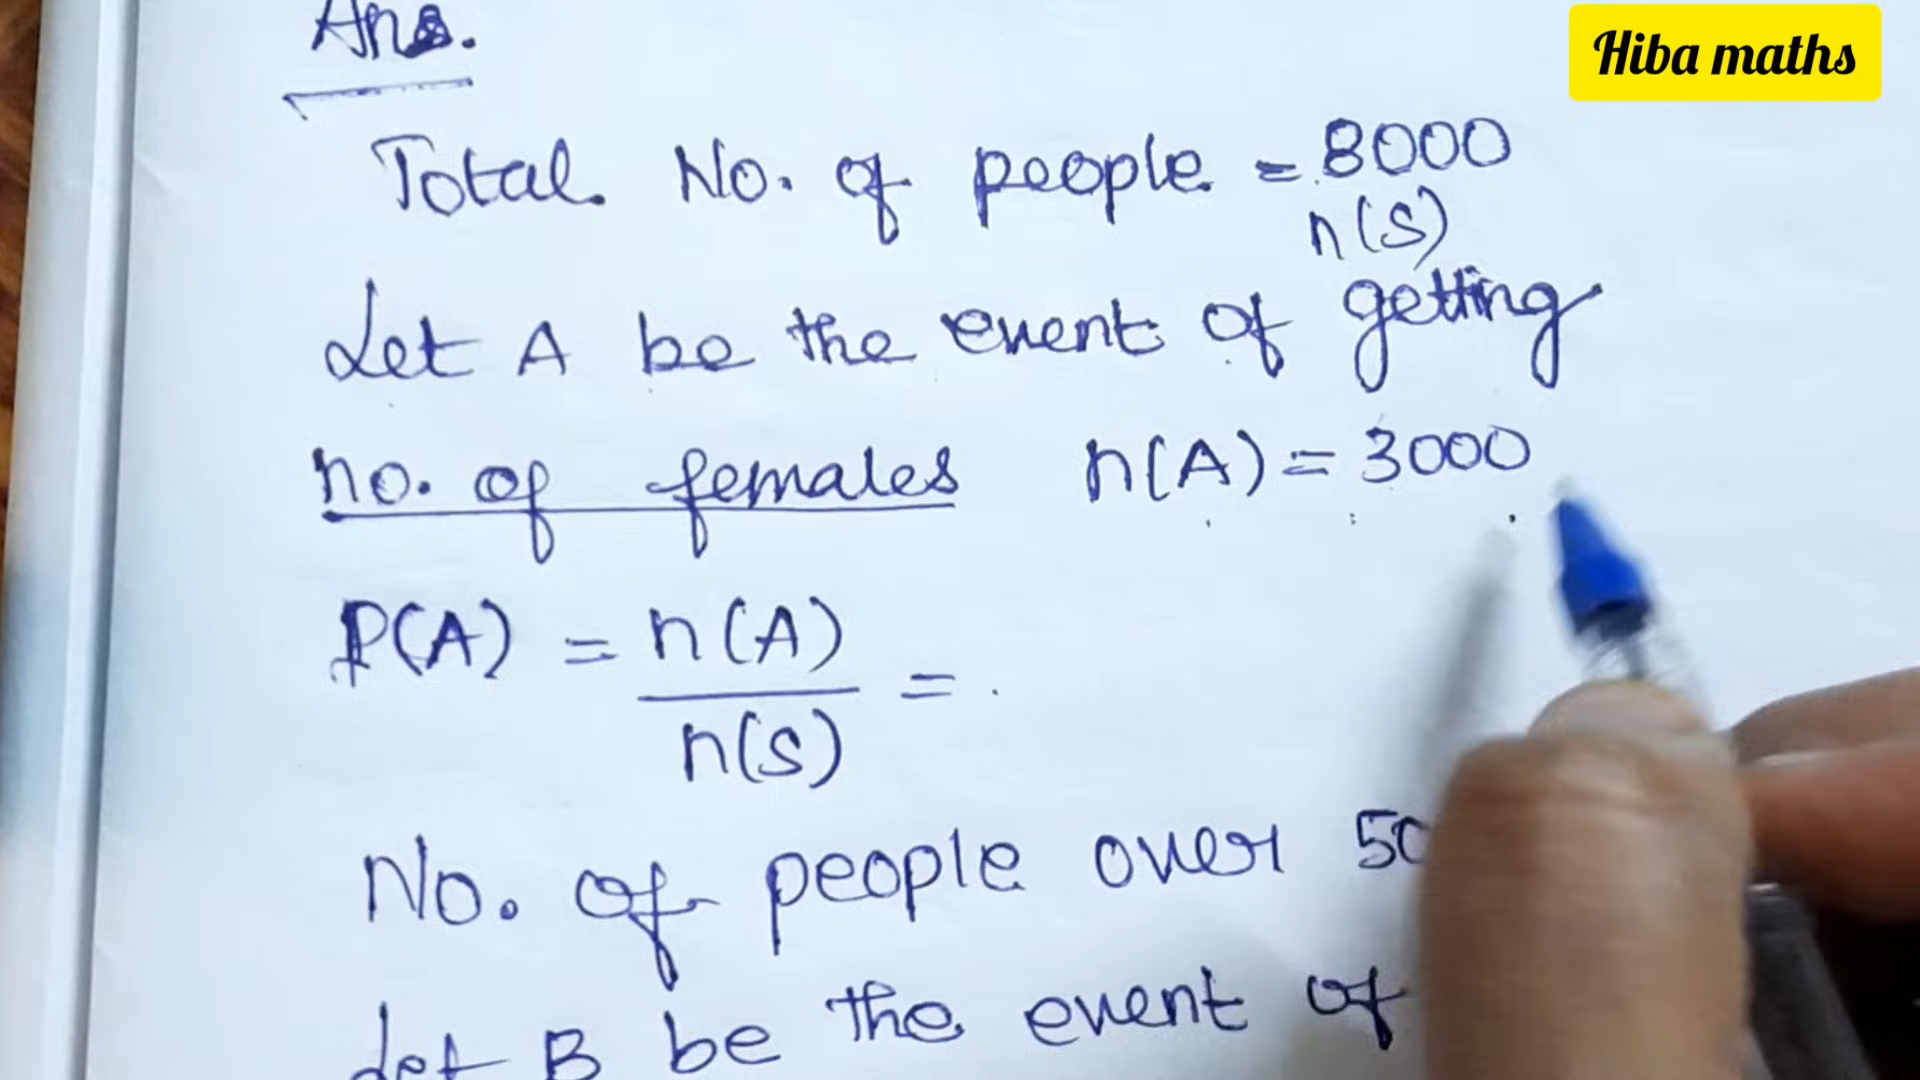 Hiba maths
Ans.
Total. No. of people = 8000
n(S)
Let A be the event of getting
no. of females n(A) = 3000
P(A) = n(A)
n(S) =
No. of people over 50
Let B be the event of